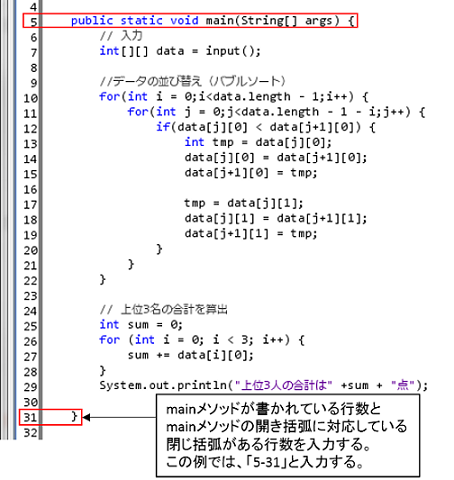 4
5 public static void main(String[] args) {
6 // 入力
7 int[][] data = input();
8
9 //データの並び替え（バブルソート）
10 for(int i = 0;i<data.length - 1;i++) {
11 for(int j = 0;j<data.length - 1 - i;j++) {
12 if(data[j][0] < data[j+1][0]) {
13 int tmp = data[j][0];
14 data[j][0] = data[j+1][0];
15 data[j+1][0] = tmp;
16
17 tmp = data[j][1];
18 data[j][1] = data[j+1][1];
19 data[j+1][1] = tmp;
20 }
21 }
22 }
23
24 // 上位3名の合計を算出
25 int sum = 0;
26 for (int i = 0; i < 3; i++) {
27 sum += data[i][0];
28 }
29 System.out.println("上位3人の合計は" +sum + "点");
30
31 }
32
mainメソッドが書かれている行数と
mainメソッドの開き括弧に対応している
閉じ括弧がある行数を入力する。
この例では、「5-31」と入力する。